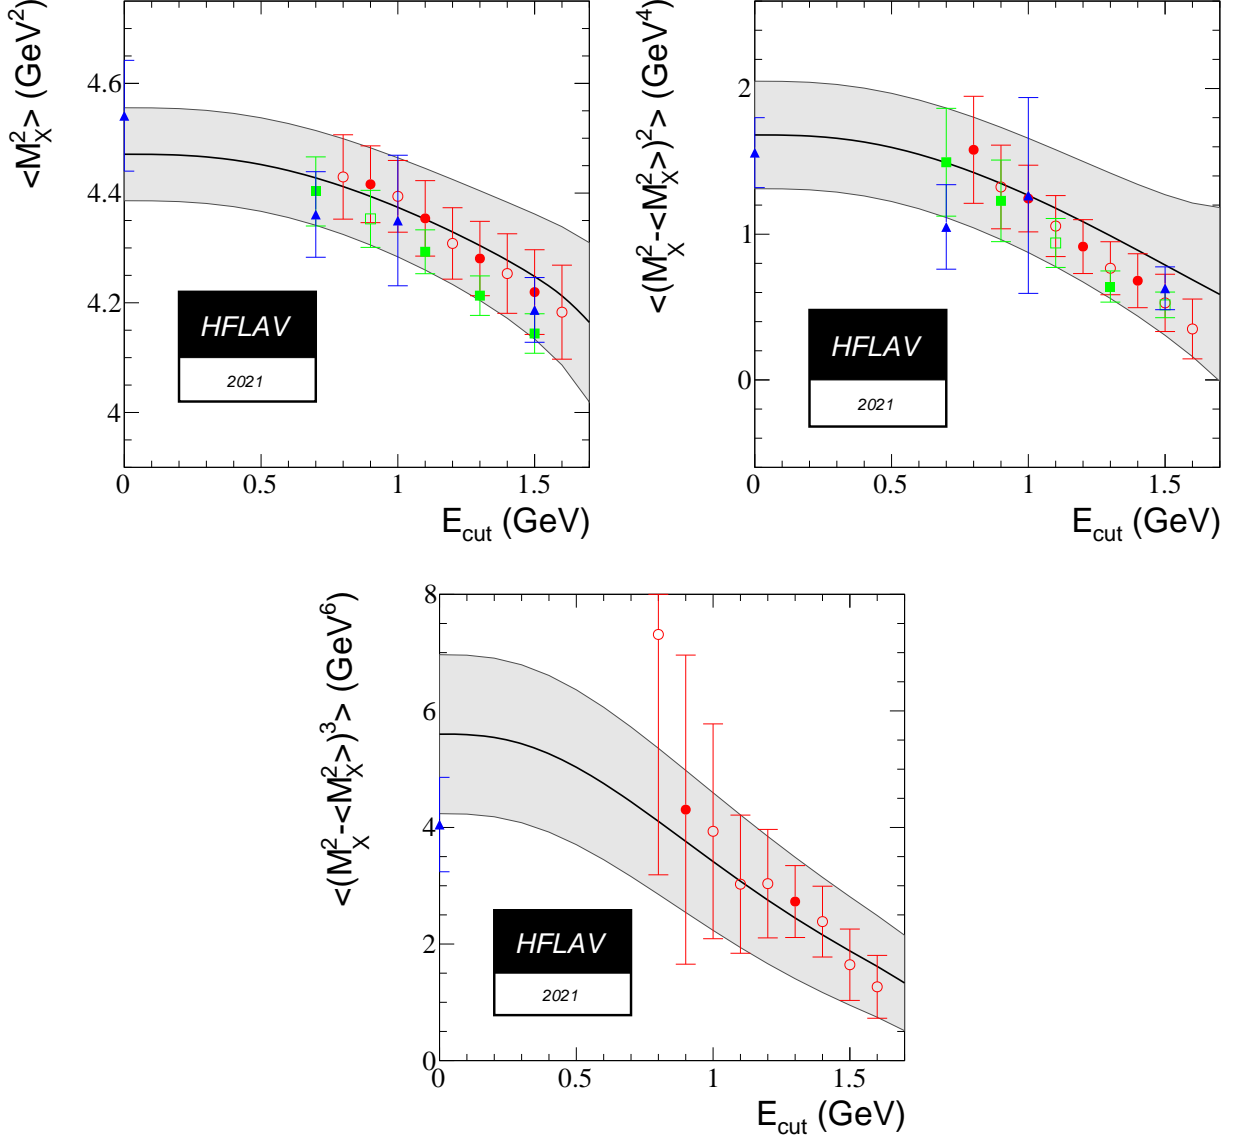 <M_X^2> (GeV^2)
4.6
4.4
4.2
4
HFLAV
2021
0 0.5 1 1.5
E_cut (GeV)
<(M_X^2-<M_X^2>)^2> (GeV^4)
2
1
0
HFLAV
2021
0 0.5 1 1.5
E_cut (GeV)
<(M_X^2-<M_X^2>)^3> (GeV^6)
8
6
4
2
0
HFLAV
2021
0 0.5 1 1.5
E_cut (GeV)